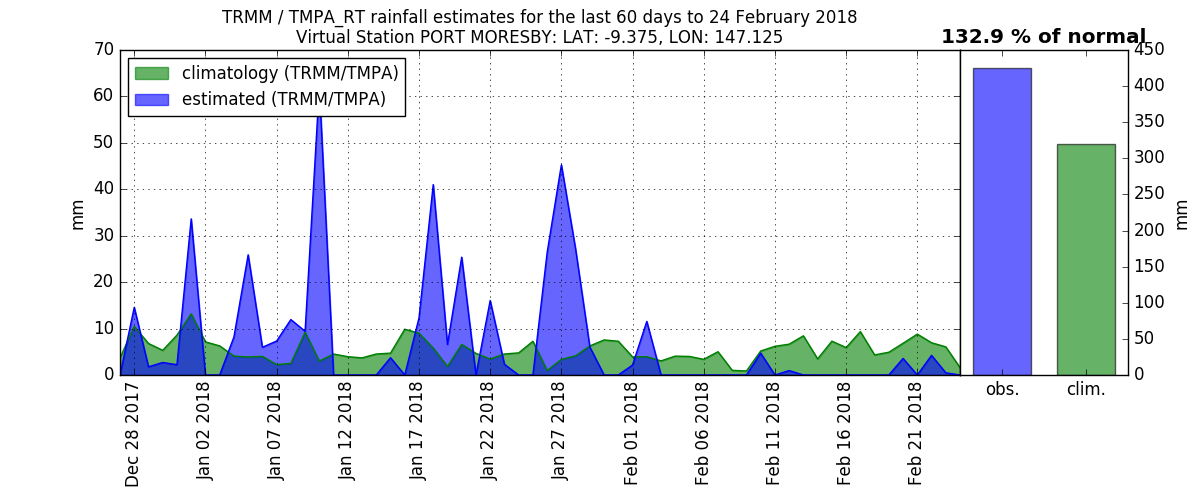 TRMM / TMPA_RT rainfall estimates for the last 60 days to 24 February 2018
Virtual Station PORT MORESBY: LAT: -9.375, LON: 147.125
132.9 % of normal
climatology (TRMM/TMPA)
estimated (TRMM/TMPA)
70
60
50
40
30
20
10
0
mm
Dec 28 2017
Jan 02 2018
Jan 07 2018
Jan 12 2018
Jan 17 2018
Jan 22 2018
Jan 27 2018
Feb 01 2018
Feb 06 2018
Feb 11 2018
Feb 16 2018
Feb 21 2018
obs.
clim.
450
400
350
300
250
200
150
100
50
0
mm